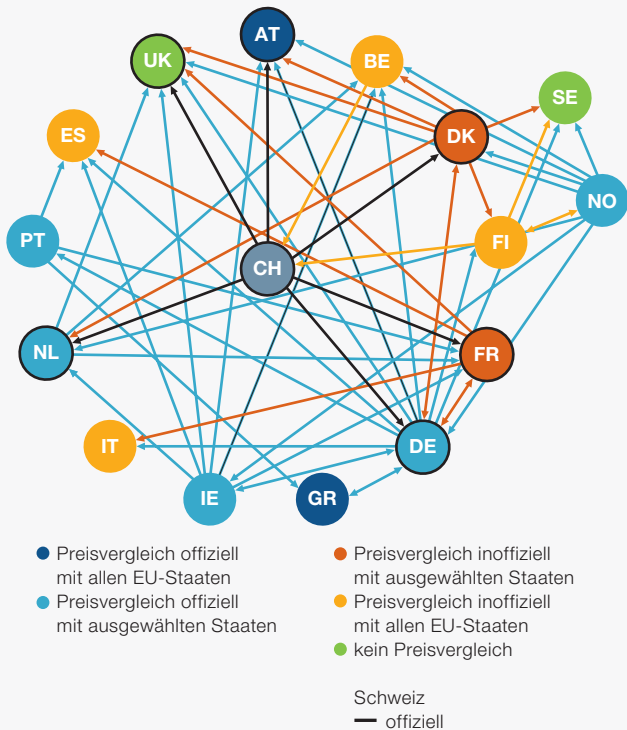 AT
UK
BE
SE
ES
DK
NO
PT
FI
CH
NL
FR
IT
DE
IE
GR
Preisvergleich offiziell
mit allen EU-Staaten
Preisvergleich offiziell
mit ausgewählten Staaten
Preisvergleich inoffiziell
mit ausgewählten Staaten
Preisvergleich inoffiziell
mit allen EU-Staaten
kein Preisvergleich
Schweiz
offiziell